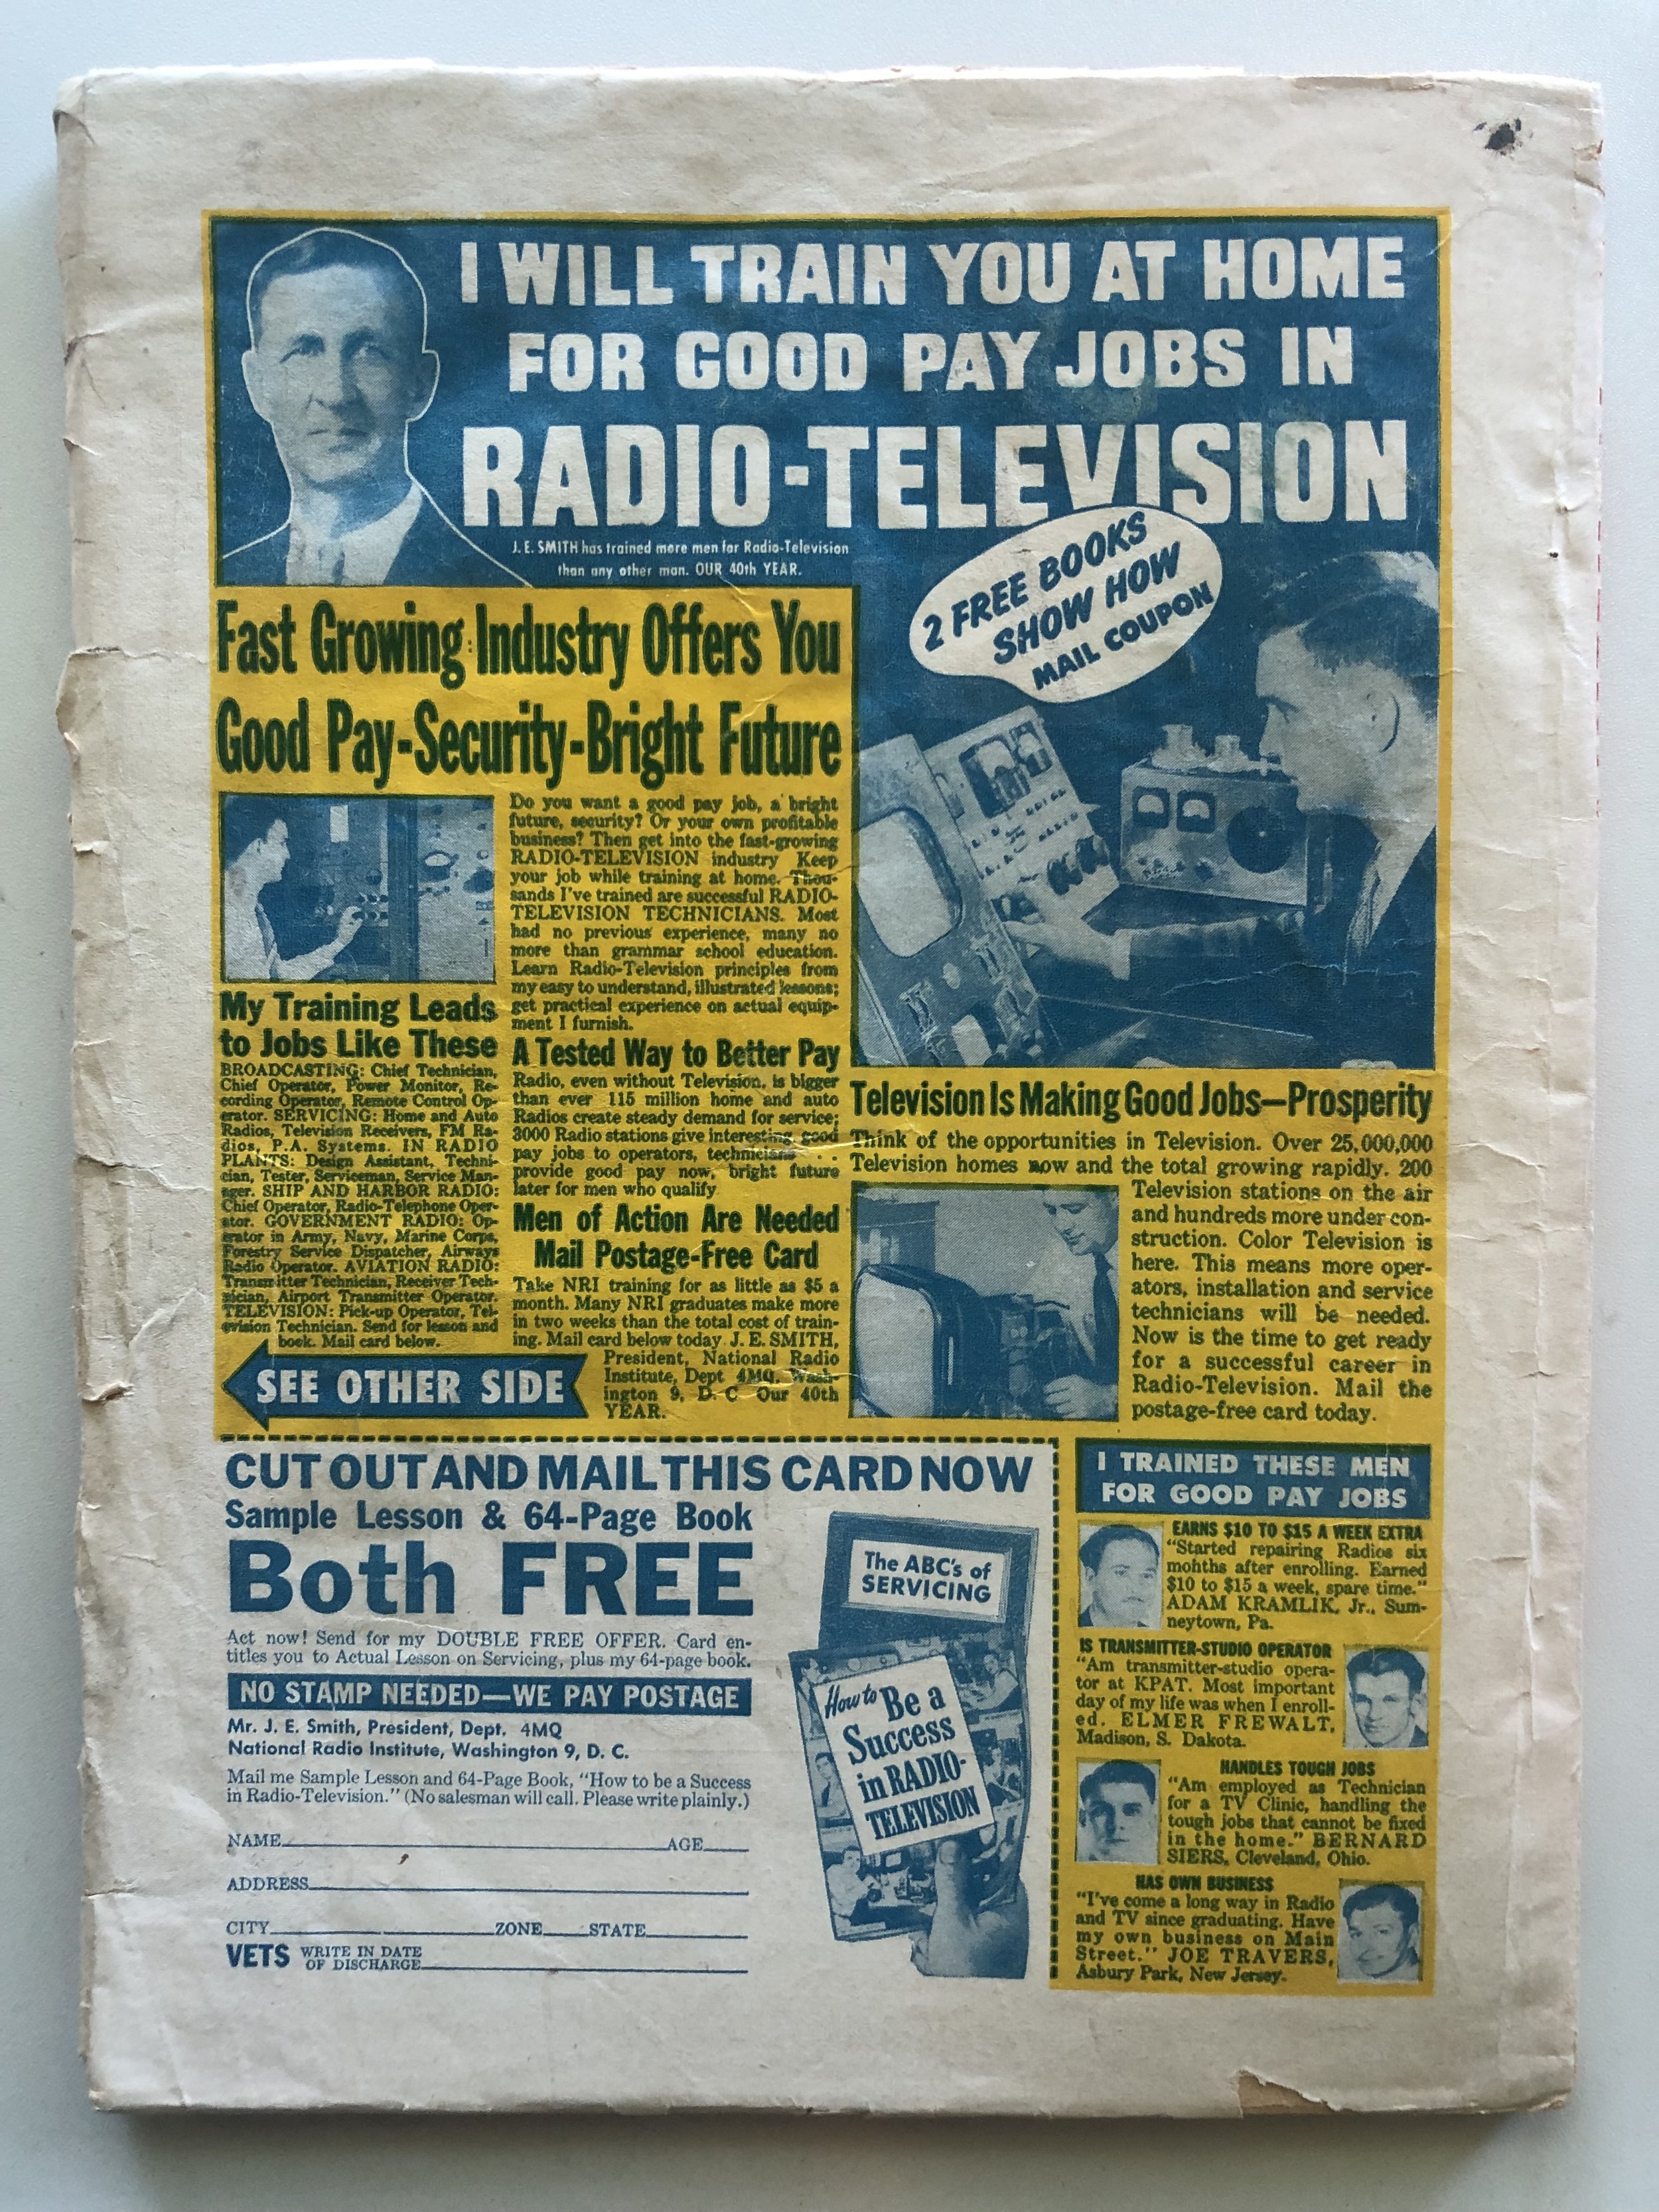 I WILL TRAIN YOU AT HOME
FOR GOOD PAY JOBS IN
RADIO-TELEVISION
J. E. SMITH has trained more men for Radio-Television
than any other man. OUR 40th YEAR.
2 FREE BOOKS
SHOW HOW
MAIL COUPON
Fast Growing Industry Offers You
Good Pay-Security-Bright Future
Do you want a good pay job, a bright
future, security? Or your own profitable
business? Then get into the fast-growing
RADIO-TELEVISION industry Keep
your job while training at home. Thou-
sands I've trained are successful RADIO-
TELEVISION TECHNICIANS. Most
had no previous experience, many no
more than grammar school education.
Learn Radio-Television principles from
my easy to understand, illustrated lessons;
get practical experience on actual equip-
ment I furnish.
My Training Leads
to Jobs Like These
BROADCASTING: Chief Technician,
Chief Operator, Power Monitor, Re-
cording Operator, Remote Control Op-
erator. SERVICING: Home and Auto
Radios, Television Receivers, FM Ra-
dios, P.A. Systems. IN RADIO
PLANTS: Design Assistant, Techni-
cian, Tester, Serviceman, Service Man-
ager. SHIP AND HARBOR RADIO:
Chief Operator, Radio-Telephone Oper-
ator. GOVERNMENT RADIO: Op-
erator in Army, Navy, Marine Corps,
Forestry Service Dispatcher, Airways
Radio Operator. AVIATION RADIO:
Transmitter Technician, Receiver Tech-
nician, Airport Transmitter Operator.
TELEVISION: Pick-up Operator, Tel-
evision Technician. Send for lesson and
book. Mail card below.
SEE OTHER SIDE
A Tested Way to Better Pay
Radio, even without Television, is bigger
than ever 115 million home and auto
Radios create steady demand for service;
3000 Radio stations give interesting good
pay jobs to operators, technicians . . .
provide good pay now, bright future
later for men who qualify
Men of Action Are Needed
Mail Postage-Free Card
Take NRI training for as little as $5 a
month. Many NRI graduates make more
in two weeks than the total cost of train-
ing. Mail card below today J. E. SMITH,
President, National Radio
Institute, Dept 4MQ, Wash-
ington 9, D. C Our 40th
YEAR.
Television Is Making Good Jobs—Prosperity
Think of the opportunities in Television. Over 25,000,000
Television homes now and the total growing rapidly. 200
Television stations on the air
and hundreds more under con-
struction. Color Television is
here. This means more oper-
ators, installation and service
technicians will be needed.
Now is the time to get ready
for a successful career in
Radio-Television. Mail the
postage-free card today.
CUT OUT AND MAIL THIS CARD NOW
Sample Lesson & 64-Page Book
Both FREE
Act now! Send for my DOUBLE FREE OFFER. Card en-
titles you to Actual Lesson on Servicing, plus my 64-page book.
NO STAMP NEEDED—WE PAY POSTAGE
Mr. J. E. Smith, President, Dept. 4MQ
National Radio Institute, Washington 9, D. C.
Mail me Sample Lesson and 64-Page Book, "How to be a Success
in Radio-Television." (No salesman will call. Please write plainly.)
NAME AGE
ADDRESS
CITY ZONE STATE
VETS WRITE IN DATE
OF DISCHARGE
The ABC's of
SERVICING
How to
Be a
Success
in RADIO-
TELEVISION
I TRAINED THESE MEN
FOR GOOD PAY JOBS
EARNS $10 TO $15 A WEEK EXTRA
"Started repairing Radios six
months after enrolling. Earned
$10 to $15 a week, spare time."
ADAM KRAMLIK, Jr., Sum-
neytown, Pa.
IS TRANSMITTER-STUDIO OPERATOR
"Am transmitter-studio opera-
tor at KPAT. Most important
day of my life was when I enroll-
ed. ELMER FREWALT,
Madison, S. Dakota.
HANDLES TOUGH JOBS
"Am employed as Technician
for a TV Clinic, handling the
tough jobs that cannot be fixed
in the home." BERNARD
SIERS, Cleveland, Ohio.
HAS OWN BUSINESS
"I've come a long way in Radio
and TV since graduating. Have
my own business on Main
Street." JOE TRAVERS,
Asbury Park, New Jersey.